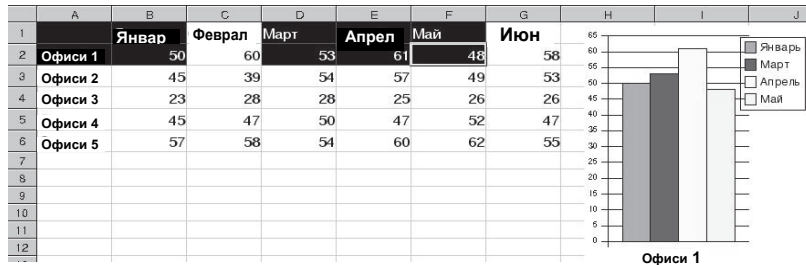 A B C D E F G H I J
1 Январ Феврал Март Апрел Май Июн
2 Офиси 1 50 60 53 61 48 58
3 Офиси 2 45 39 54 57 49 53
4 Офиси 3 23 28 28 25 26 26
5 Офиси 4 45 47 50 47 52 47
6 Офиси 5 57 58 54 60 62 55
7
8
9
10
11
12
65
60
55
50
45
40
35
30
25
20
15
10
5
0
Январь
Март
Апрель
Май
Офиси 1